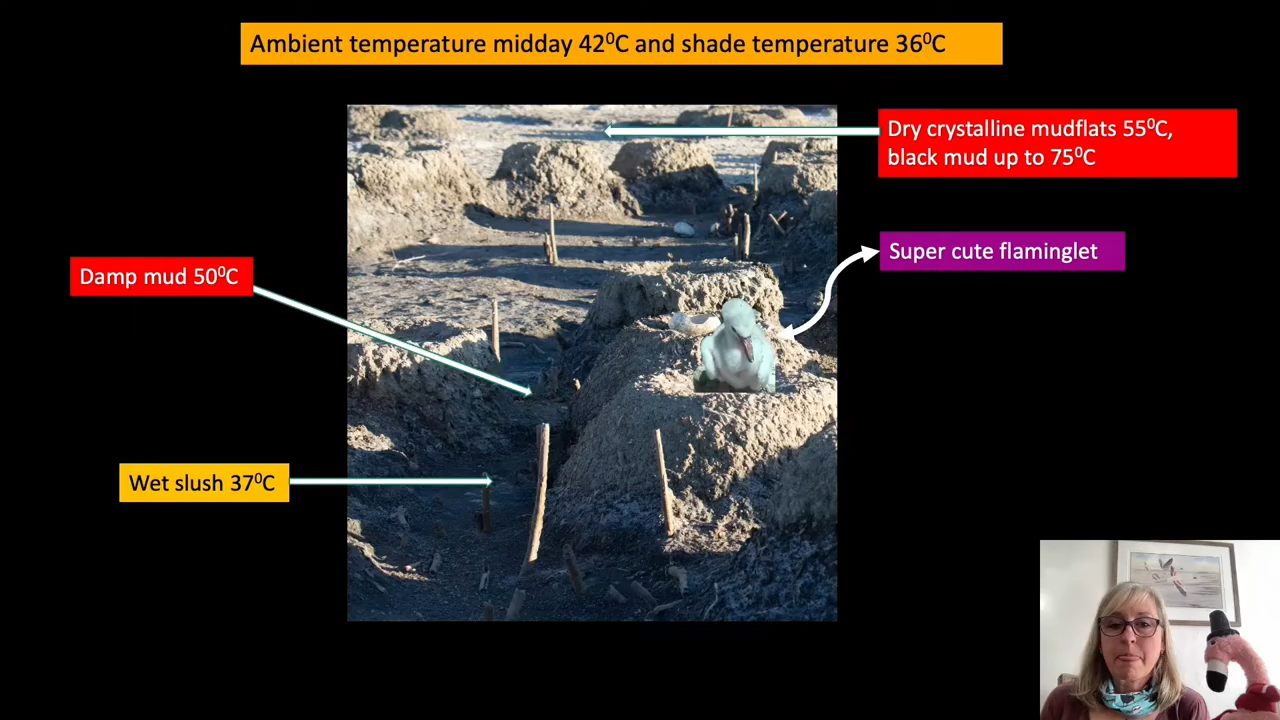 Ambient temperature midday 42⁰C and shade temperature 36⁰C
Dry crystalline mudflats 55⁰C,
black mud up to 75⁰C
Super cute flaminglet
Damp mud 50⁰C
Wet slush 37⁰C